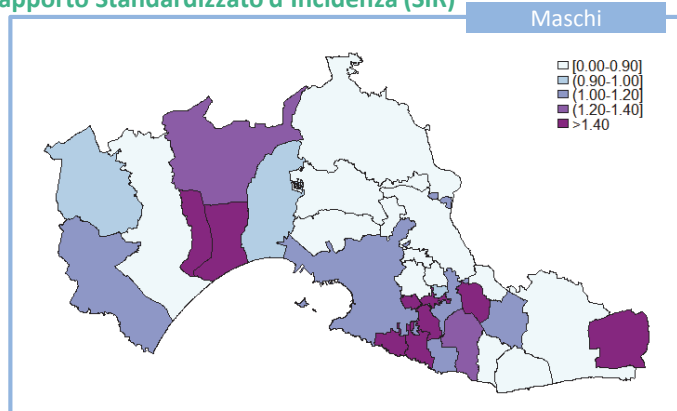 apporto Standardizzato d'Incidenza (SIR)
Maschi
[0.00-0.90]
(0.90-1.00]
(1.00-1.20]
(1.20-1.40]
>1.40